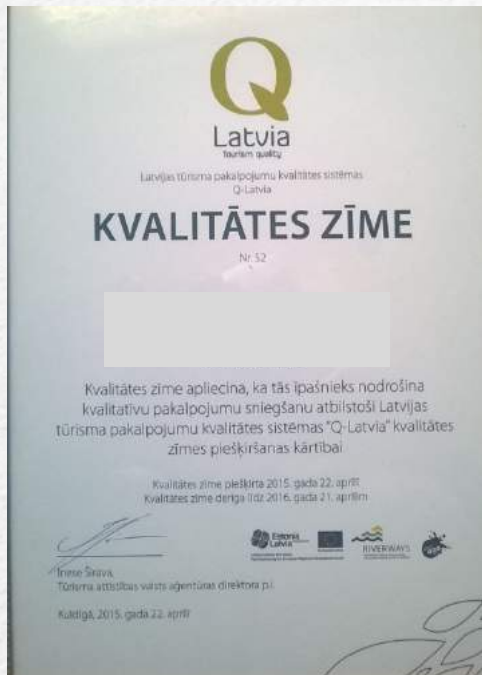 Q
Latvia
Tourism quality
Latvijas tūrisma pakalpojumu kvalitātes sistēmas
Q-Latvia
KVALITĀTES ZĪME
Nr. 52
Kvalitātes zīme apliecina, ka tās īpašnieks nodrošina
kvalitatīvu pakalpojumu sniegšanu atbilstoši Latvijas
tūrisma pakalpojumu kvalitātes sistēmas "Q-Latvia" kvalitātes
zīmes piešķiršanas kārtībai
Kvalitātes zīme piešķirta 2015. gada 22. aprīlī
Kvalitātes zīme derīga līdz 2016. gada 21. aprīlim
Estonia
Latvia
RIVERWAYS
Inese Šīrava,
Tūrisma attīstības valsts aģentūras direktora p.i.
Kuldīgā, 2015. gada 22. aprīlī